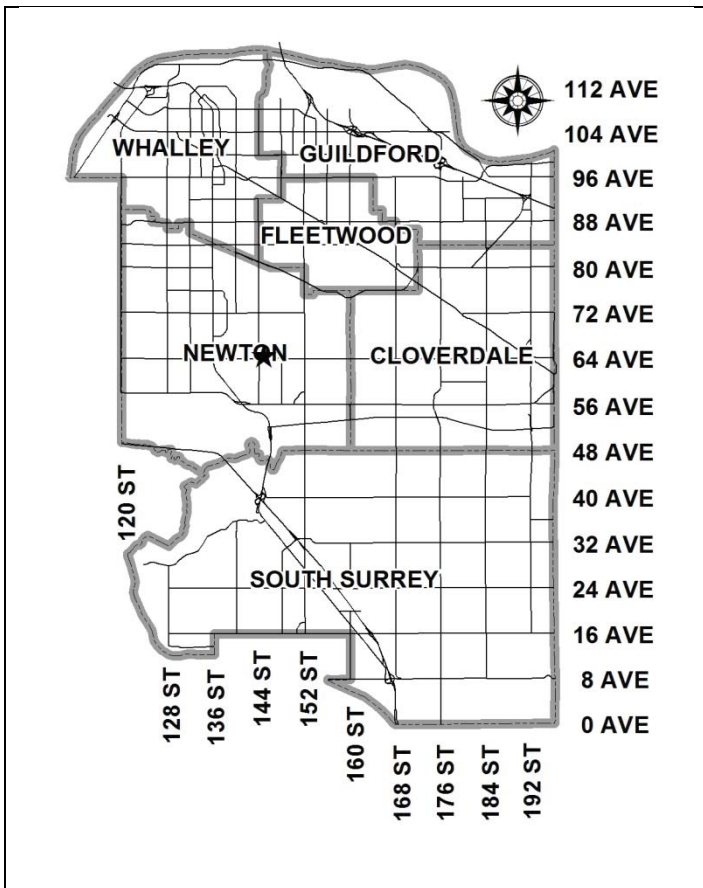 112 AVE
104 AVE
WHALLEY
GUILDFORD
96 AVE
88 AVE
FLEETWOOD
80 AVE
72 AVE
NEWTON
CLOVERDALE
64 AVE
56 AVE
48 AVE
120 ST
40 AVE
32 AVE
SOUTH SURREY
24 AVE
16 AVE
8 AVE
0 AVE
128 ST
136 ST
144 ST
152 ST
160 ST
168 ST
176 ST
184 ST
192 ST